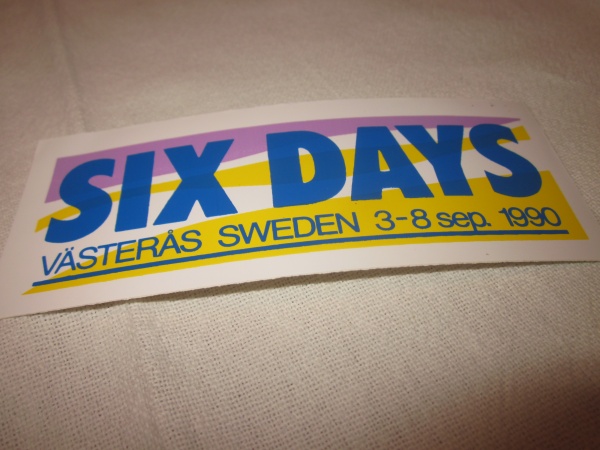 SIX DAYS
VÄSTERÅS SWEDEN 3-8 sep. 1990